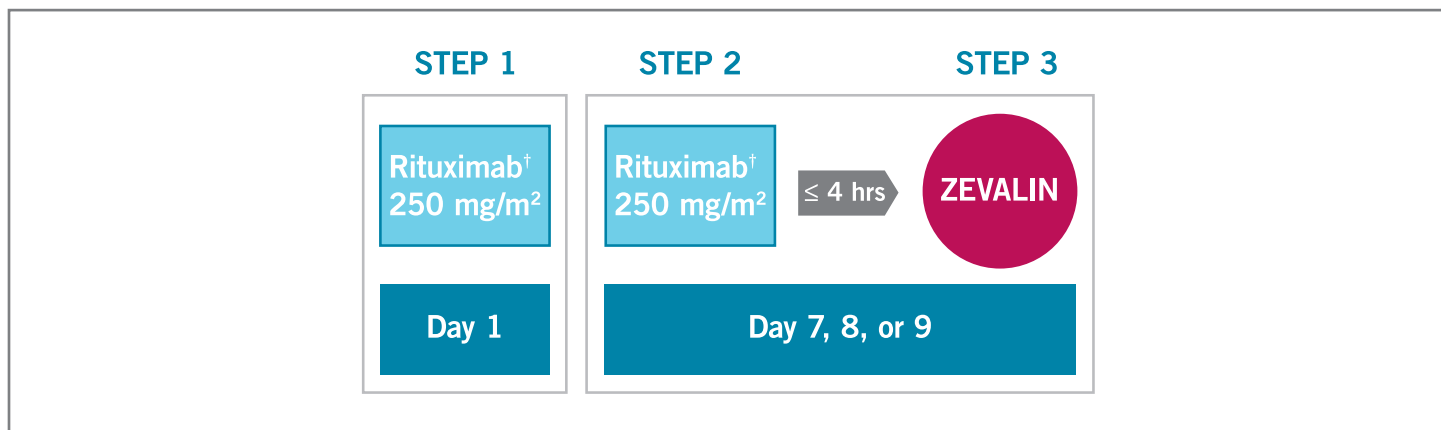 STEP 1
STEP 2
STEP 3
Rituximab†
250 mg/m²
Rituximab†
250 mg/m²
≤ 4 hrs
ZEVALIN
Day 1
Day 7, 8, or 9